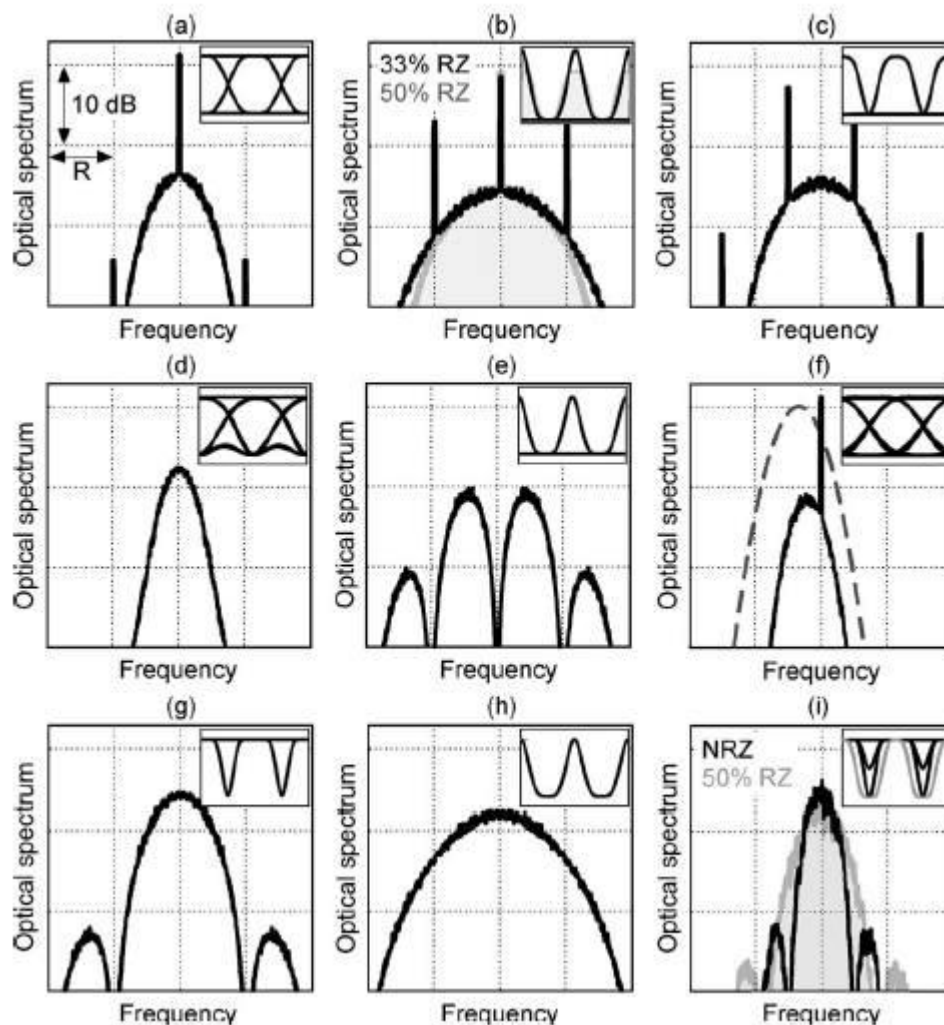 (a)
(b)
(c)
Optical spectrum
10 dB
R
Frequency
Optical spectrum
33% RZ
50% RZ
Frequency
Optical spectrum
Frequency
(d)
(e)
(f)
Optical spectrum
Frequency
Optical spectrum
Frequency
Optical spectrum
Frequency
(g)
(h)
(i)
Optical spectrum
Frequency
Optical spectrum
Frequency
Optical spectrum
NRZ
50% RZ
Frequency